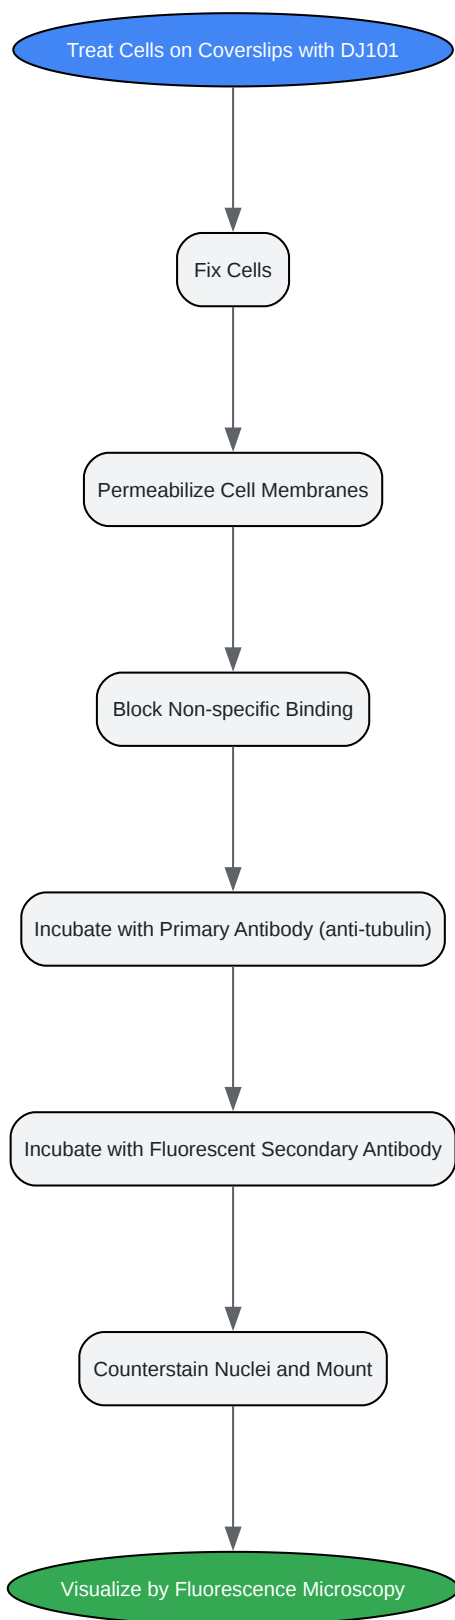 Treat Cells on Coverslips with DJ101
Fix Cells
Permeabilize Cell Membranes
Block Non-specific Binding
Incubate with Primary Antibody (anti-tubulin)
Incubate with Fluorescent Secondary Antibody
Counterstain Nuclei and Mount
Visualize by Fluorescence Microscopy